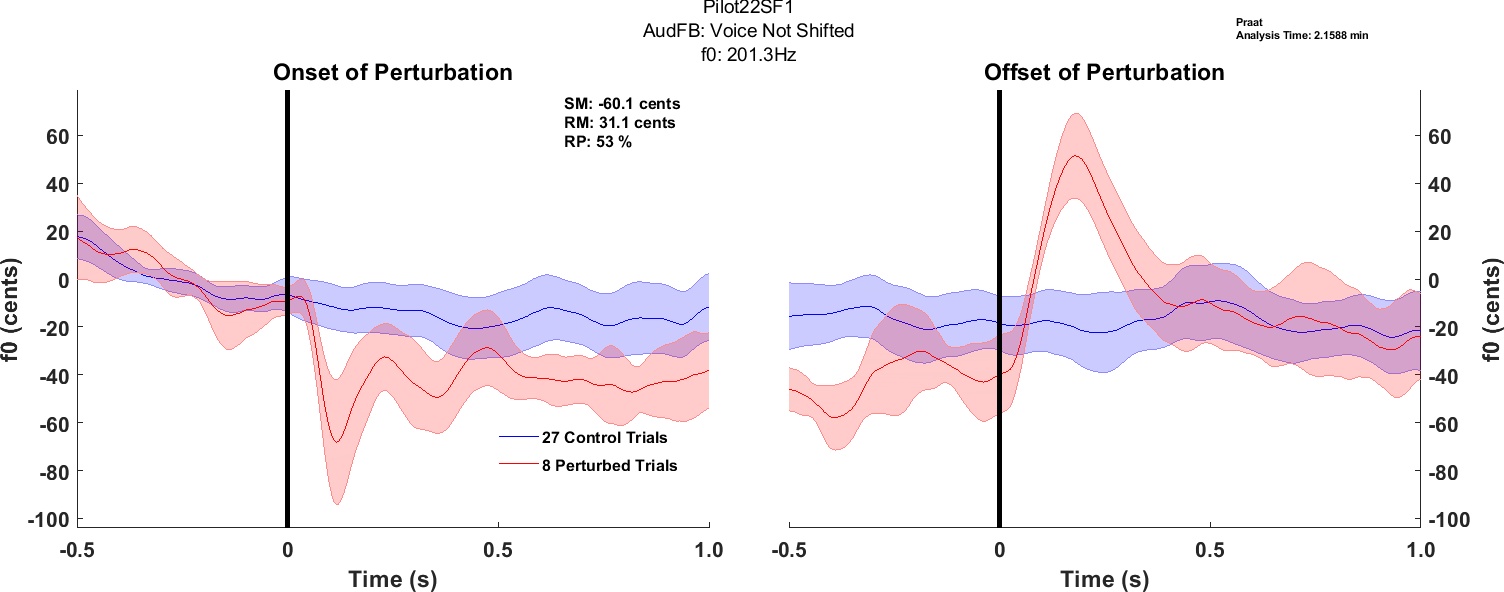 Pilot22SF1
AudFB: Voice Not Shifted
f0: 201.3Hz
Praat
Analysis Time: 2.1588 min
Onset of Perturbation
SM: -60.1 cents
RM: 31.1 cents
RP: 53 %
f0 (cents)
60
40
20
0
-20
-40
-60
-80
-100
27 Control Trials
8 Perturbed Trials
-0.5 0 0.5 1.0
Time (s)
Offset of Perturbation
60
40
20
0
-20
-40
-60
-80
-100
f0 (cents)
-0.5 0 0.5 1.0
Time (s)